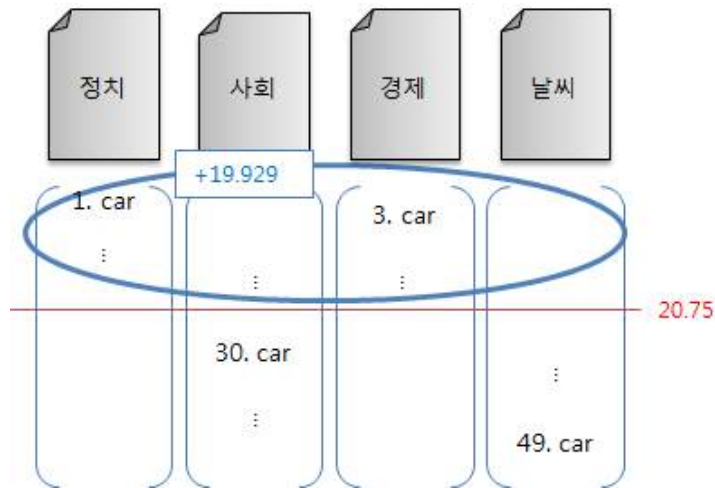 정치
사회
경제
날씨
+19.929
1. car
3. car
⋮
⋮
⋮
20.75
30. car
⋮
⋮
49. car